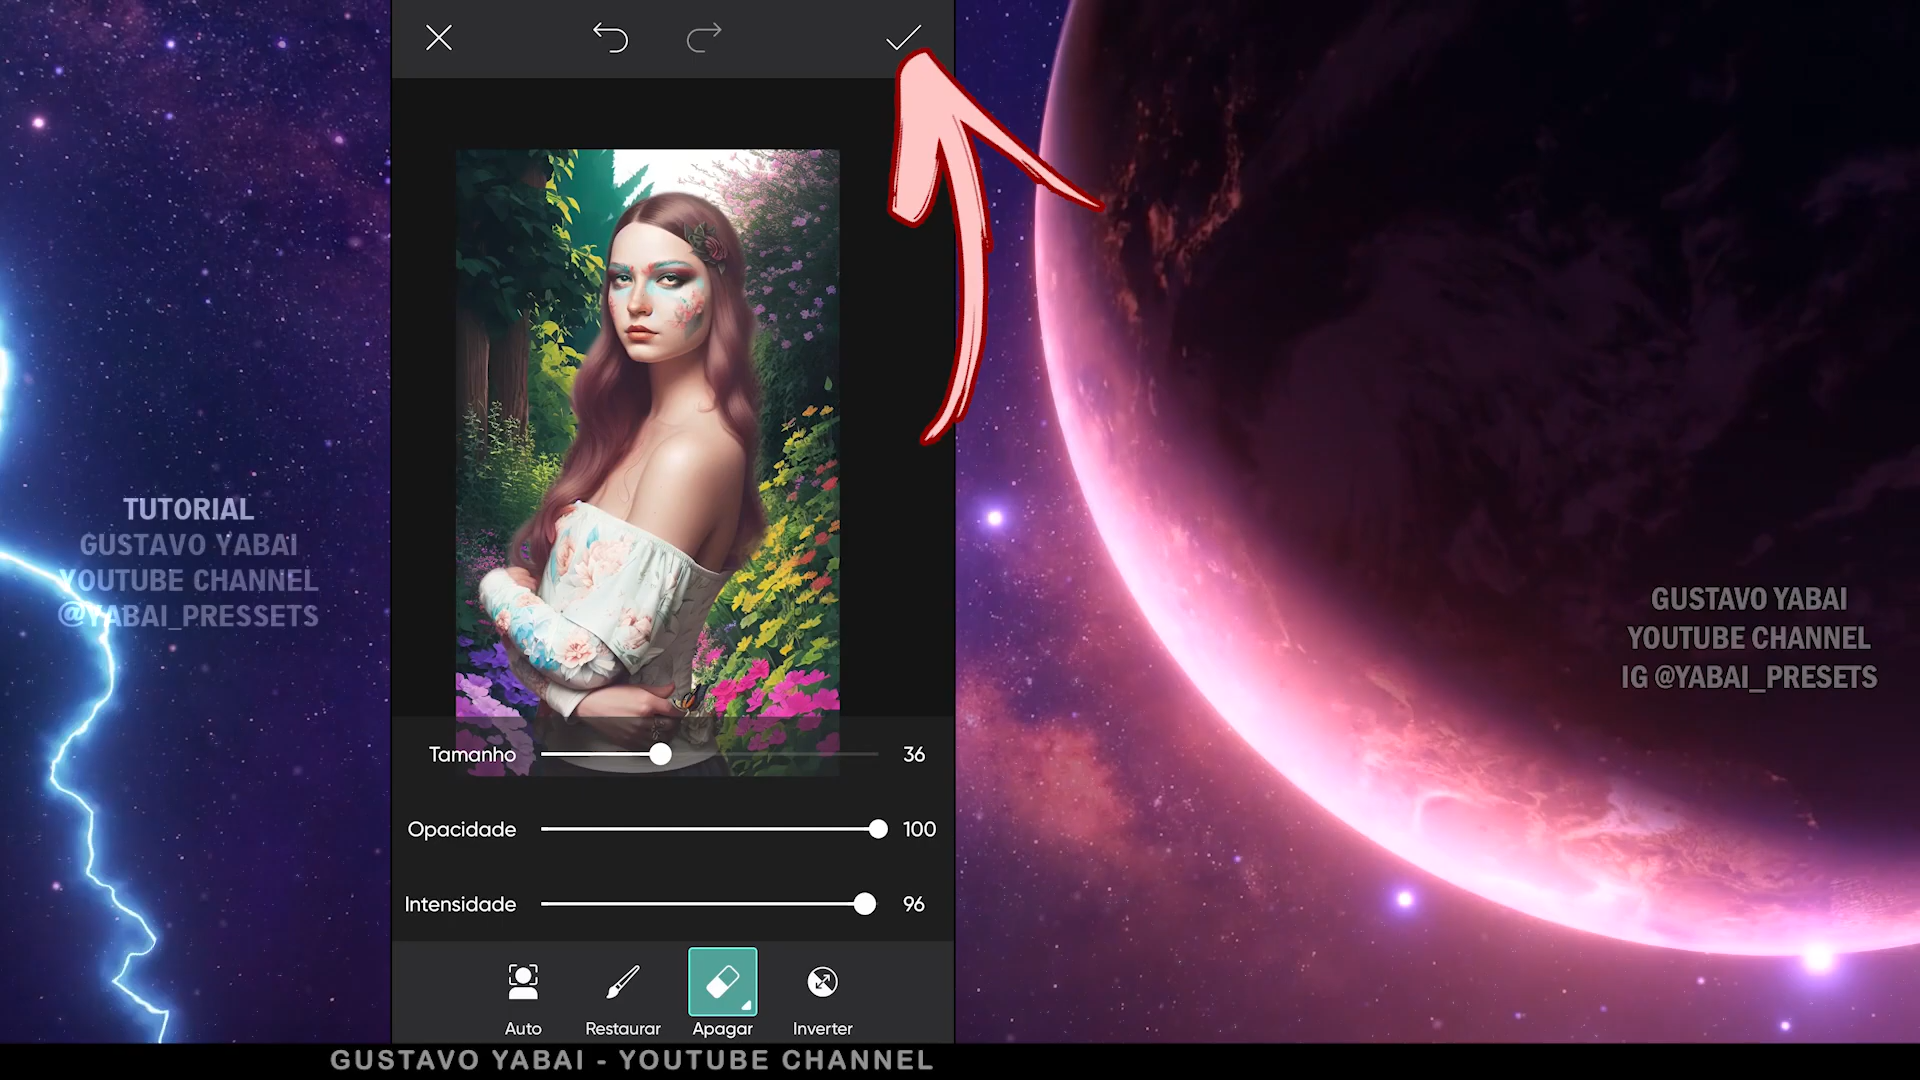 TUTORIAL
GUSTAVO YABAI
YOUTUBE CHANNEL
@YABAI_PRESSETS
Tamanho 36
Opacidade 100
Intensidade 96
Auto Restaurar Apagar Inverter
GUSTAVO YABAI
YOUTUBE CHANNEL
IG @YABAI_PRESETS
GUSTAVO YABAI - YOUTUBE CHANNEL